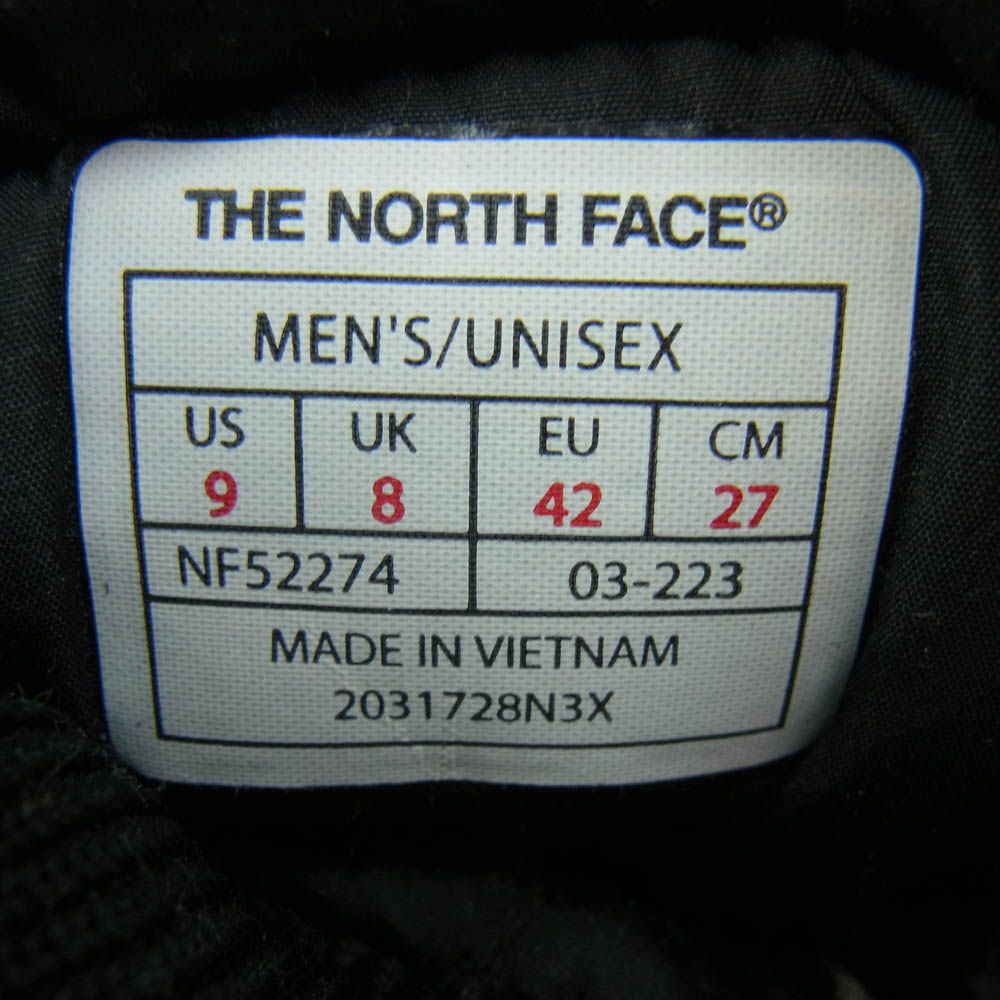 THE NORTH FACE®
MEN'S/UNISEX
US UK EU CM
9 8 42 27
NF52274 03-223
MADE IN VIETNAM
2031728N3X